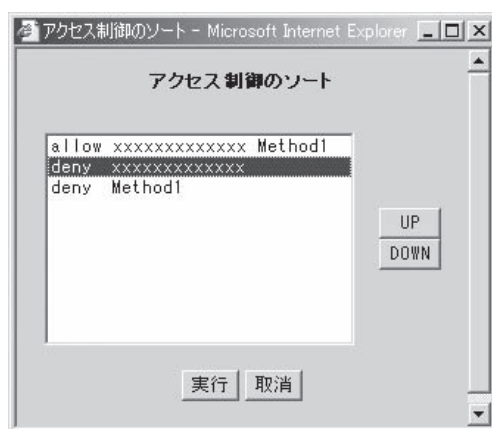 アクセス制御のソート - Microsoft Internet Explorer
アクセス制御のソート
allow xxxxxxxxxxxxx Method1
deny xxxxxxxxxxxxx
deny Method1
UP
DOWN
実行 取消